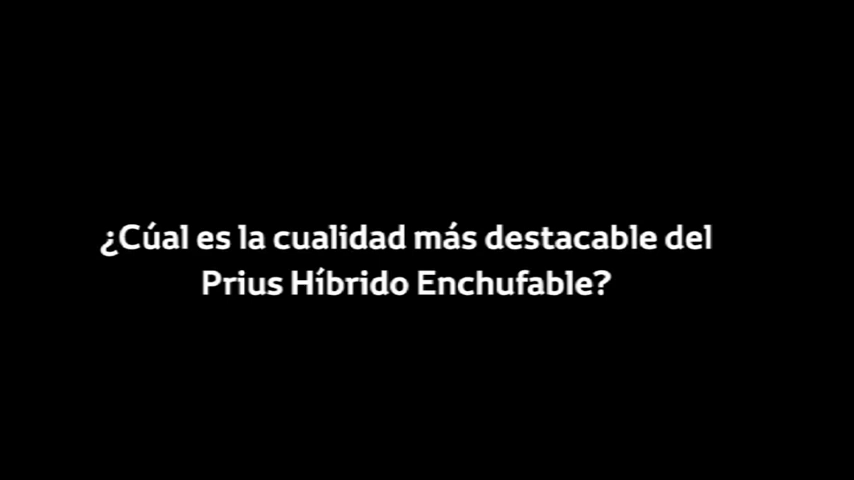 ¿Cúal es la cualidad más destacable del
Prius Híbrido Enchufable?